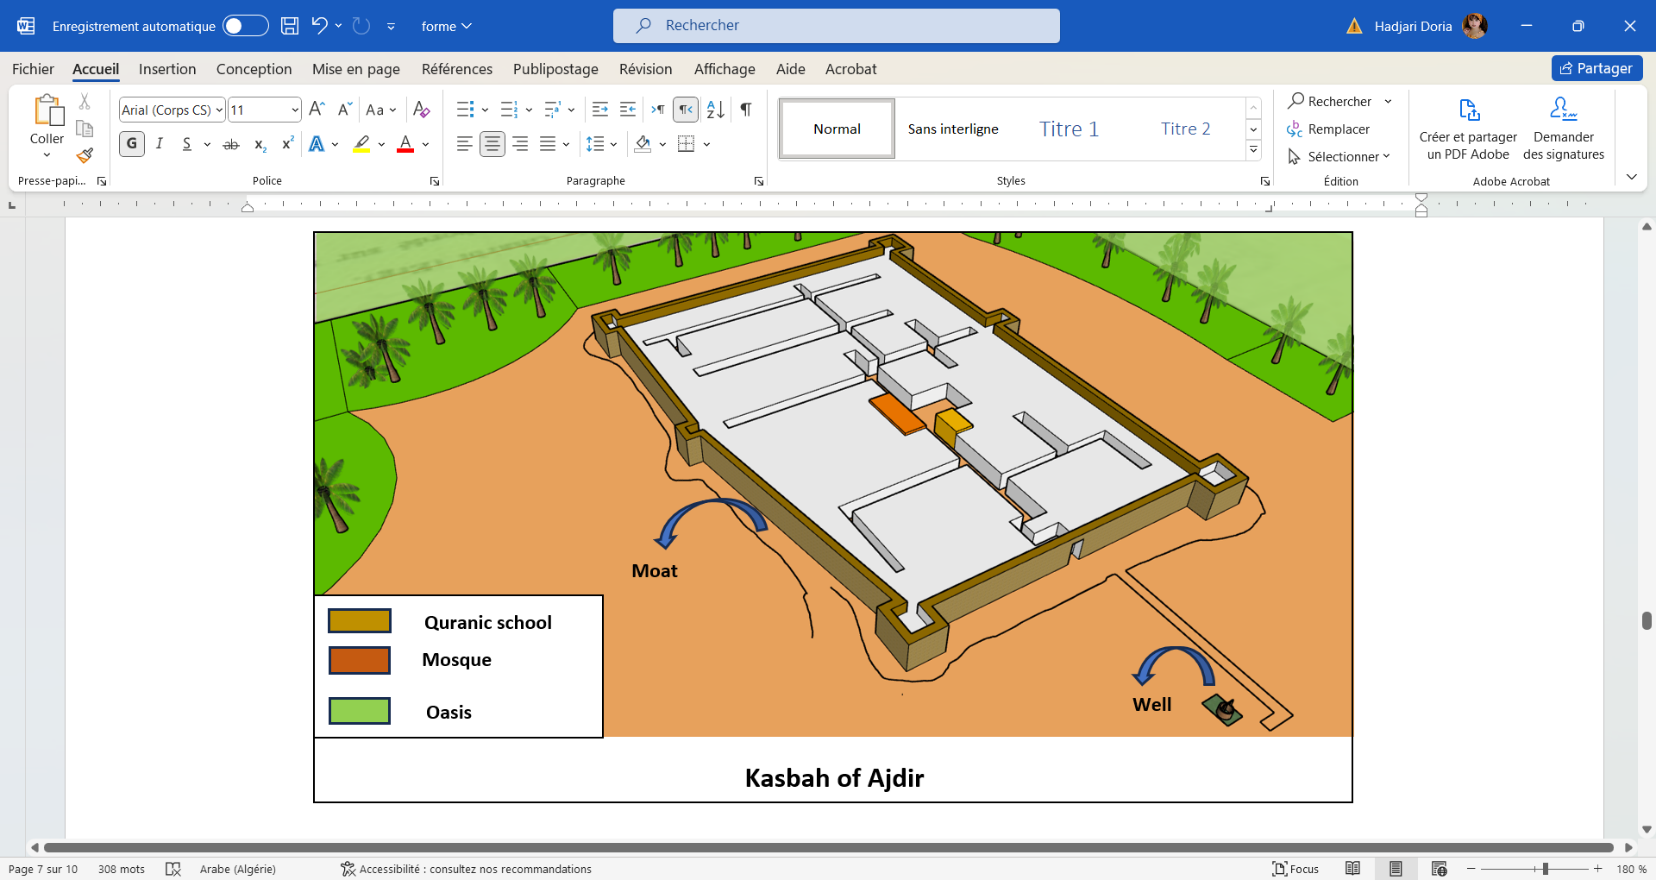 Enregistrement automatique
forme
Rechercher
Hadjari Doria
Fichier Accueil Insertion Conception Mise en page Références Publipostage Révision Affichage Aide Acrobat
Partager
Coller
Presse-papi...
Arial (Corps CS) 11
Police
Paragraphe
Normal
Sans interligne
Titre 1
Titre 2
Styles
Rechercher
Remplacer
Sélectionner
Édition
Créer et partager
un PDF Adobe
Demander
des signatures
Adobe Acrobat
Moat
Well
Quranic school
Mosque
Oasis
Kasbah of Ajdir
Page 7 sur 10 308 mots Arabe (Algérie) Accessibilité : consultez nos recommandations Focus 180 %